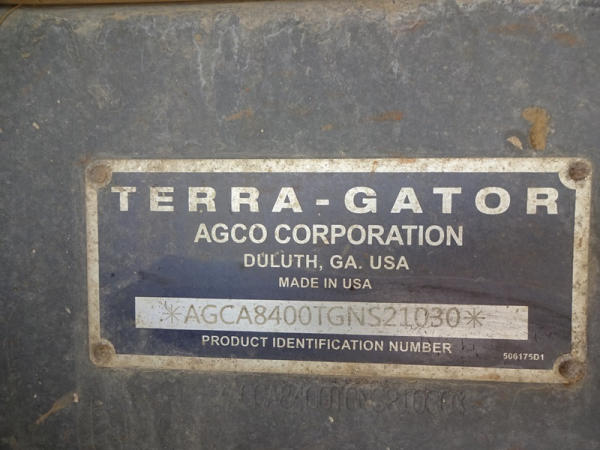 TERRA-GATOR
AGCO CORPORATION
DULUTH, GA. USA
MADE IN USA
*AGCA8400TGNS21030*
PRODUCT IDENTIFICATION NUMBER
506175D1